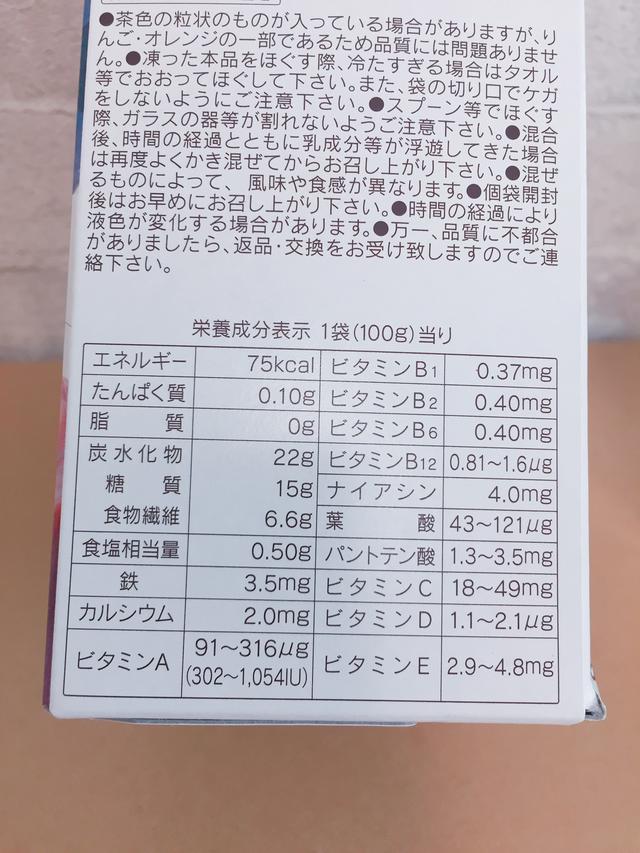 ●茶色の粒状のものが入っている場合がありますが、り
んご・オレンジの一部であるため品質には問題ありませ
ん。●凍った本品をほぐす際、冷たすぎる場合はタオル
等でおおってほぐして下さい。また、袋の切り口でケガ
をしないようにご注意下さい。●スプーン等でほぐす
際、ガラスの器等が割れないようご注意下さい。●混合
後、時間の経過とともに乳成分等が浮遊してきた場合
は再度よくかき混ぜてからお召し上がり下さい。●混ぜ
るものによって、風味や食感が異なります。●個袋開封
後はお早めにお召し上がり下さい。●時間の経過により
液色が変化する場合があります。●万一、品質に不都合
がありましたら、返品・交換をお受け致しますのでご連
絡下さい。
栄養成分表示 1袋(100g)当り
エネルギー 75kcal ビタミンB1 0.37mg
たんぱく質 0.10g ビタミンB2 0.40mg
脂質 0g ビタミンB6 0.40mg
炭水化物 22g ビタミンB12 0.81～1.6μg
糖質 15g ナイアシン 4.0mg
食物繊維 6.6g 葉酸 43～121μg
食塩相当量 0.50g パントテン酸 1.3～3.5mg
鉄 3.5mg ビタミンC 18～49mg
カルシウム 2.0mg ビタミンD 1.1～2.1μg
ビタミンA 91～316μg (302～1,054IU) ビタミンE 2.9～4.8mg